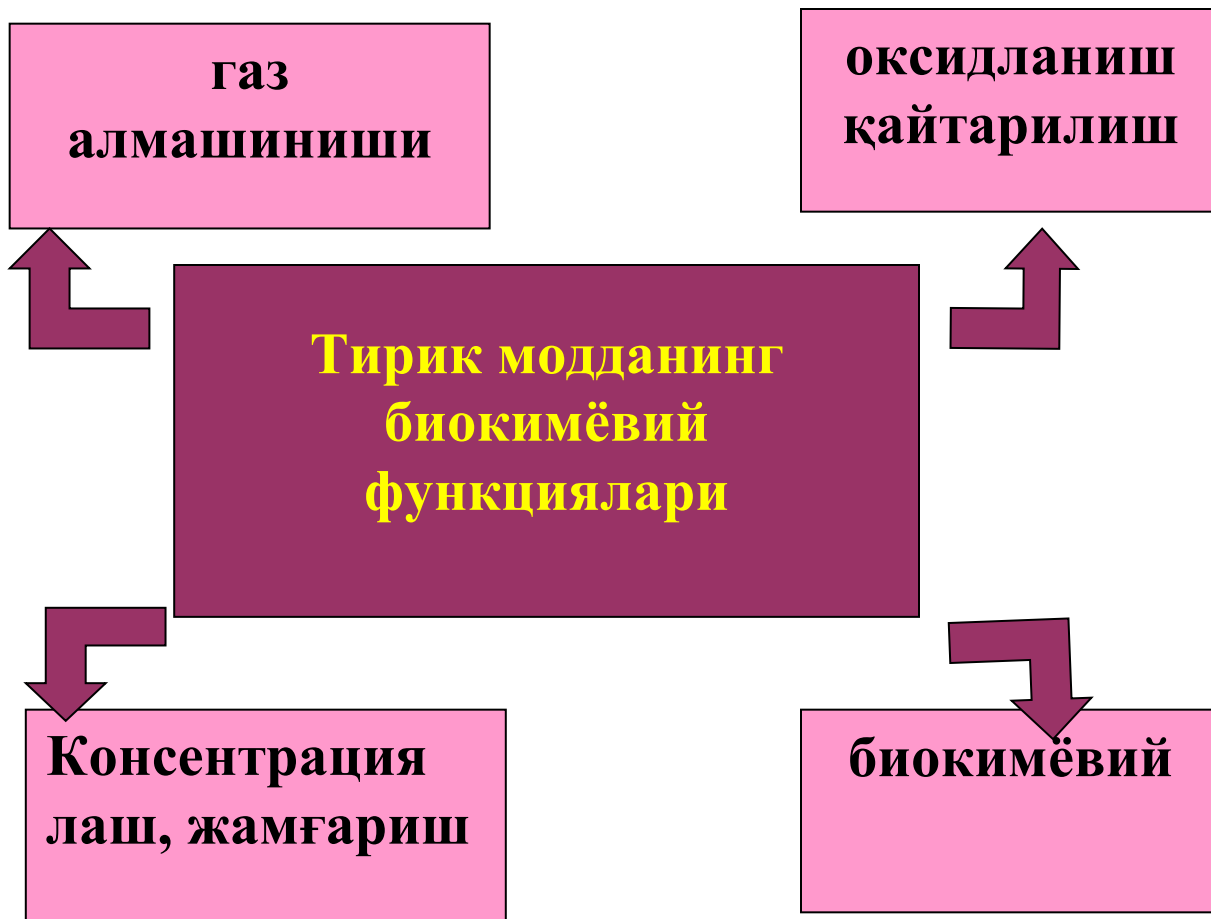 газ
алмашиниши
оксидланиш
қайтарилиш
Тирик модданинг
биокимёвий
функциялари
Консентрация
лаш, жамғариш
биокимёвий